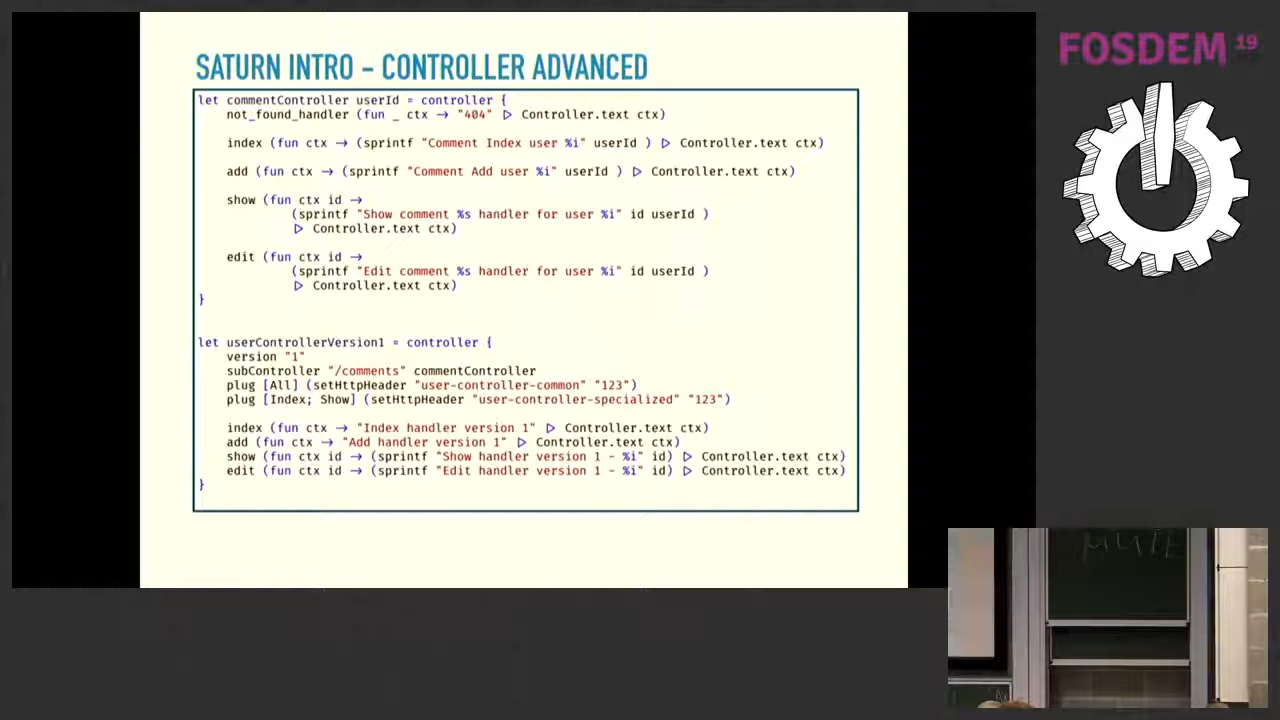 SATURN INTRO - CONTROLLER ADVANCED
let commentController userId = controller {
not_found_handler (fun _ ctx → "404" ▷ Controller.text ctx)
index (fun ctx → (sprintf "Comment Index user %i" userId ) ▷ Controller.text ctx)
add (fun ctx → (sprintf "Comment Add user %i" userId ) ▷ Controller.text ctx)
show (fun ctx id →
(sprintf "Show comment %s handler for user %i" id userId )
▷ Controller.text ctx)
edit (fun ctx id →
(sprintf "Edit comment %s handler for user %i" id userId )
▷ Controller.text ctx)
}
let userControllerVersion1 = controller {
version "1"
subController "/comments" commentController
plug [All] (setHttpHeader "user-controller-common" "123")
plug [Index; Show] (setHttpHeader "user-controller-specialized" "123")
index (fun ctx → "Index handler version 1" ▷ Controller.text ctx)
add (fun ctx → "Add handler version 1" ▷ Controller.text ctx)
show (fun ctx id → (sprintf "Show handler version 1 - %i" id) ▷ Controller.text ctx)
edit (fun ctx id → (sprintf "Edit handler version 1 - %i" id) ▷ Controller.text ctx)
}
FOSDEM 19
MUTE